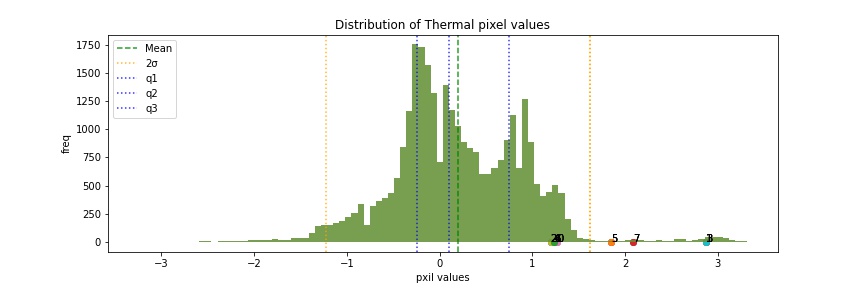 Distribution of Thermal pixel values
Mean
2σ
q1
q2
q3
freq
1750
1500
1250
1000
750
500
250
0
5
7
−3
−2
−1
0
1
2
3
pxil values